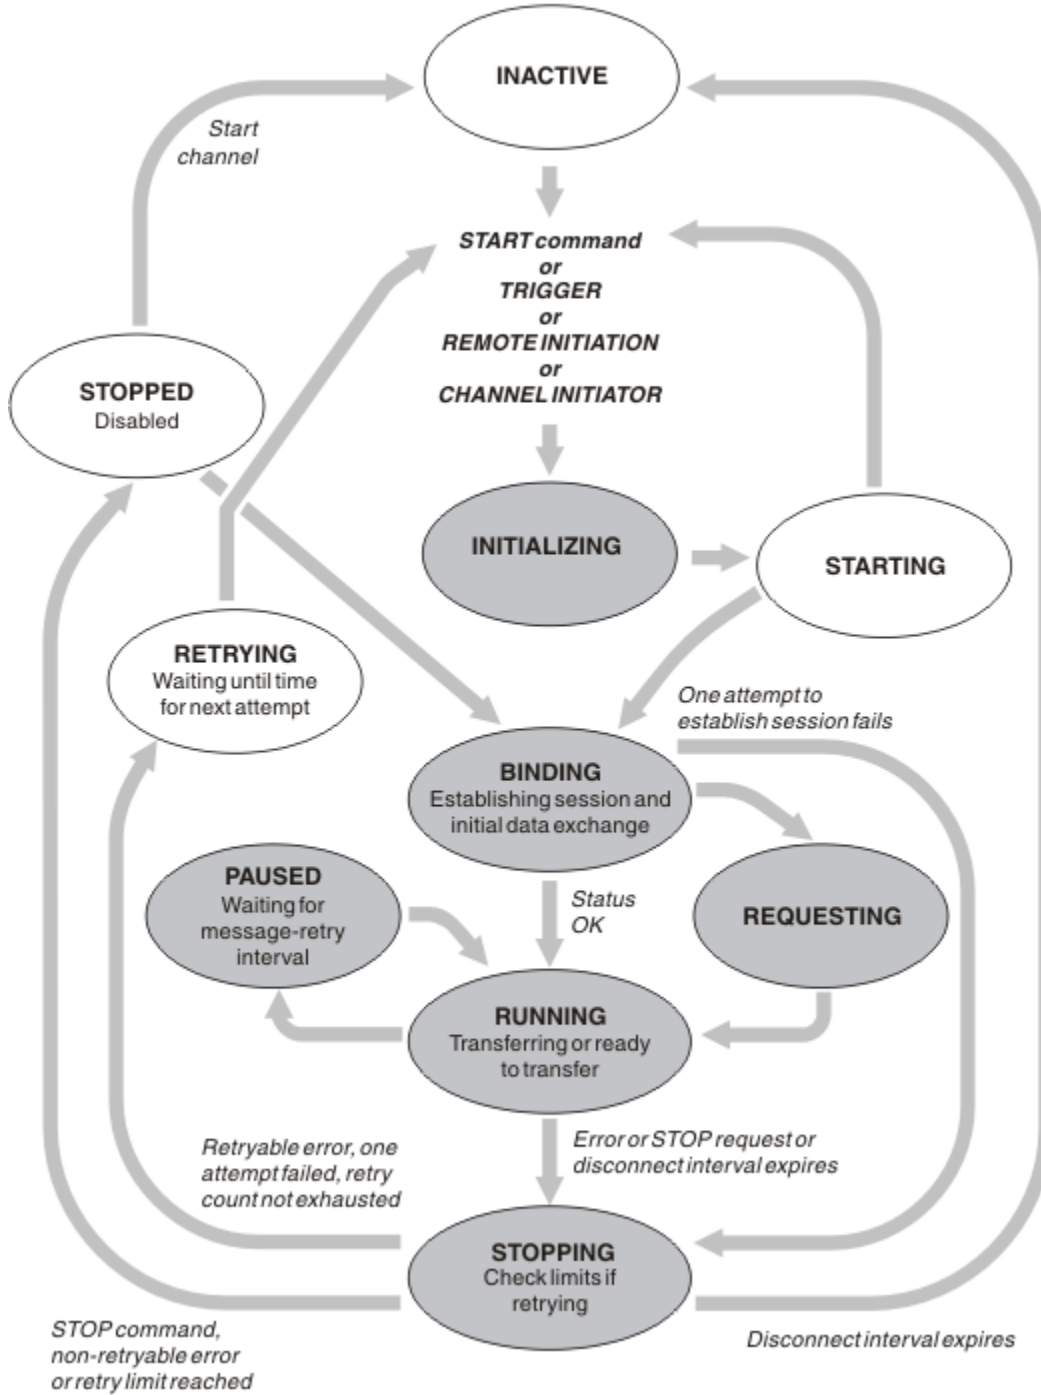 INACTIVE
Start
channel
START command
or
TRIGGER
or
REMOTE INITIATION
or
CHANNEL INITIATOR
STOPPED
Disabled
INITIALIZING
STARTING
RETRYING
Waiting until time
for next attempt
One attempt to
establish session fails
BINDING
Establishing session and
initial data exchange
PAUSED
Waiting for
message-retry
interval
Status
OK
REQUESTING
RUNNING
Transferring or ready
to transfer
Retryable error, one
attempt failed, retry
count not exhausted
Error or STOP request or
disconnect interval expires
STOPPING
Check limits if
retrying
STOP command,
non-retryable error
or retry limit reached
Disconnect interval expires